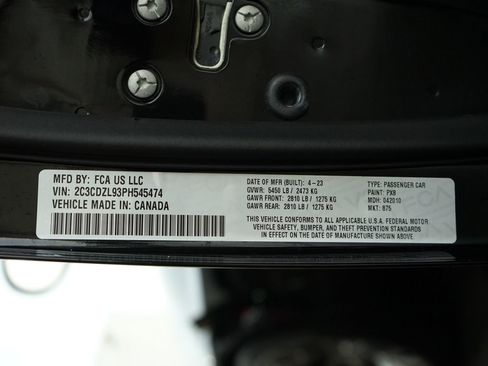 MFD BY: FCA US LLC
VIN: 2C3CDZL93PH545474
VEHICLE MADE IN: CANADA
DATE OF MFR (BUILT): 4-23
GVWR: 5450 LB / 2473 KG
GAWR FRONT: 2810 LB / 1275 KG
GAWR REAR: 2810 LB / 1275 KG
TYPE: PASSENGER CAR
PAINT: PX8
MDH: 042010
MKT: 875
THIS VEHICLE CONFORMS TO ALL APPLICABLE U.S.A. FEDERAL MOTOR
VEHICLE SAFETY, BUMPER, AND THEFT PREVENTION STANDARDS
IN EFFECT ON THE DATE OF MANUFACTURE SHOWN ABOVE.